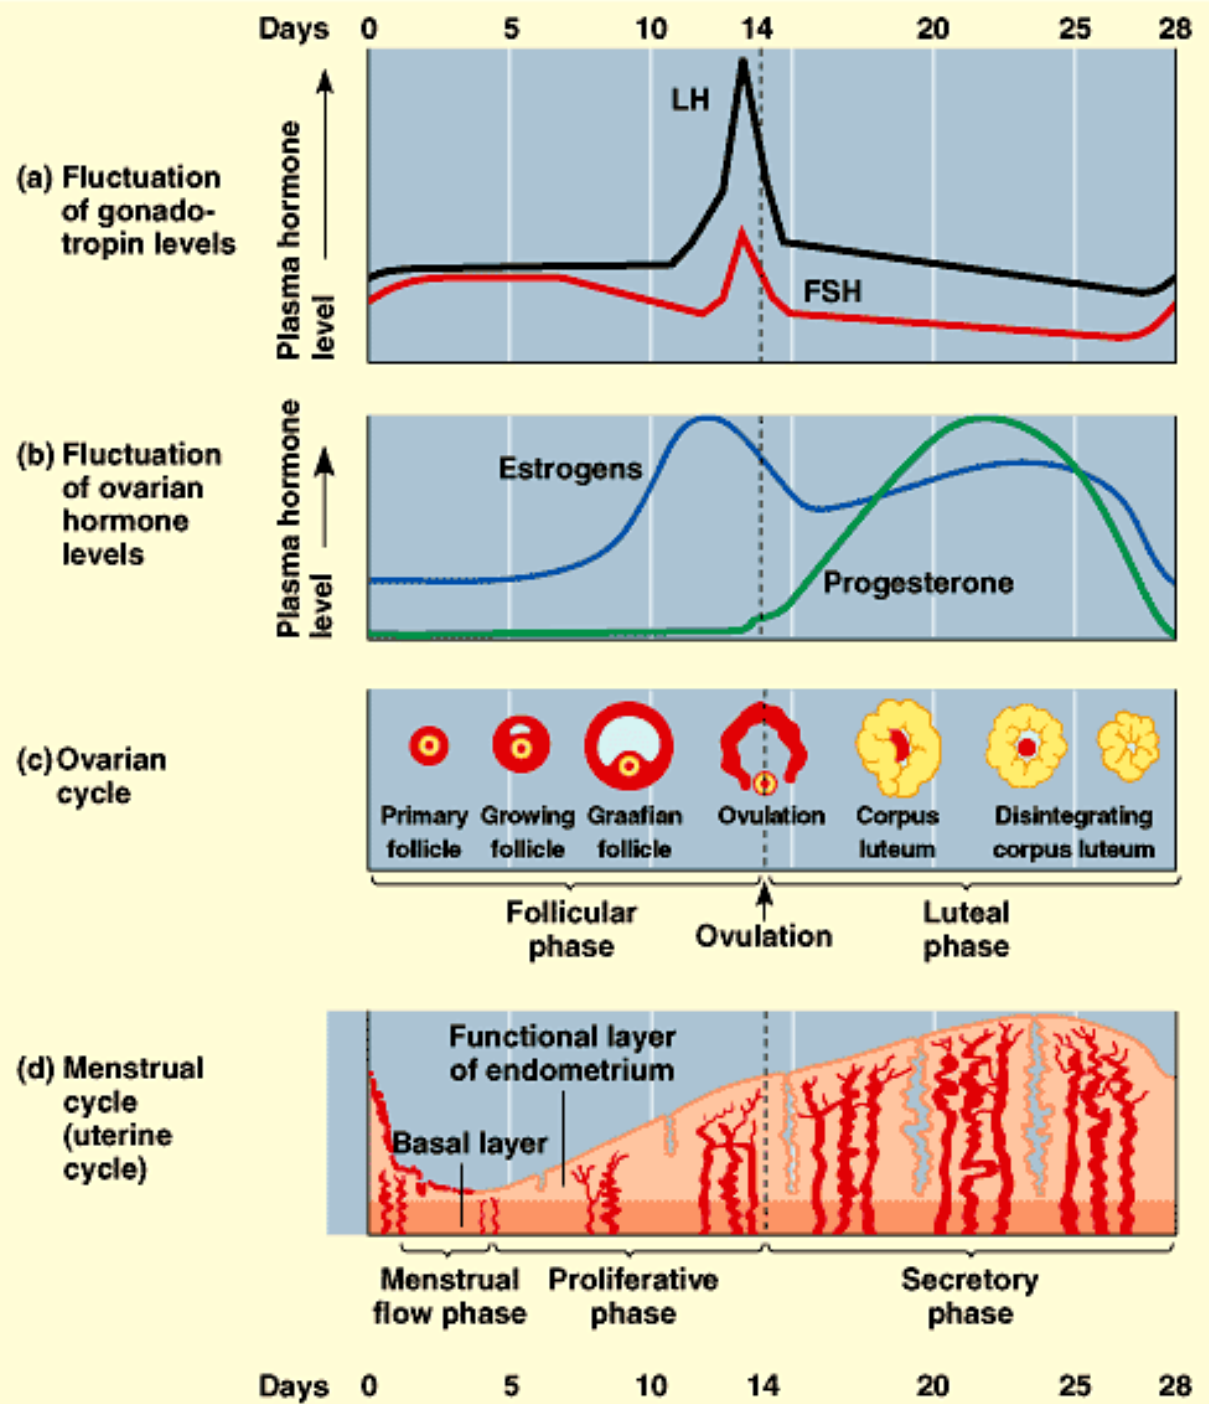 Days 0 5 10 14 20 25 28
(a) Fluctuation
of gonado-
tropin levels
Plasma hormone
level
LH
FSH
(b) Fluctuation
of ovarian
hormone
levels
Plasma hormone
level
Estrogens
Progesterone
(c) Ovarian
cycle
Primary
follicle
Growing
follicle
Graafian
follicle
Ovulation
Corpus
luteum
Disintegrating
corpus luteum
Follicular
phase
Ovulation
Luteal
phase
(d) Menstrual
cycle
(uterine
cycle)
Functional layer
of endometrium
Basal layer
Menstrual
flow phase
Proliferative
phase
Secretory
phase
Days 0 5 10 14 20 25 28